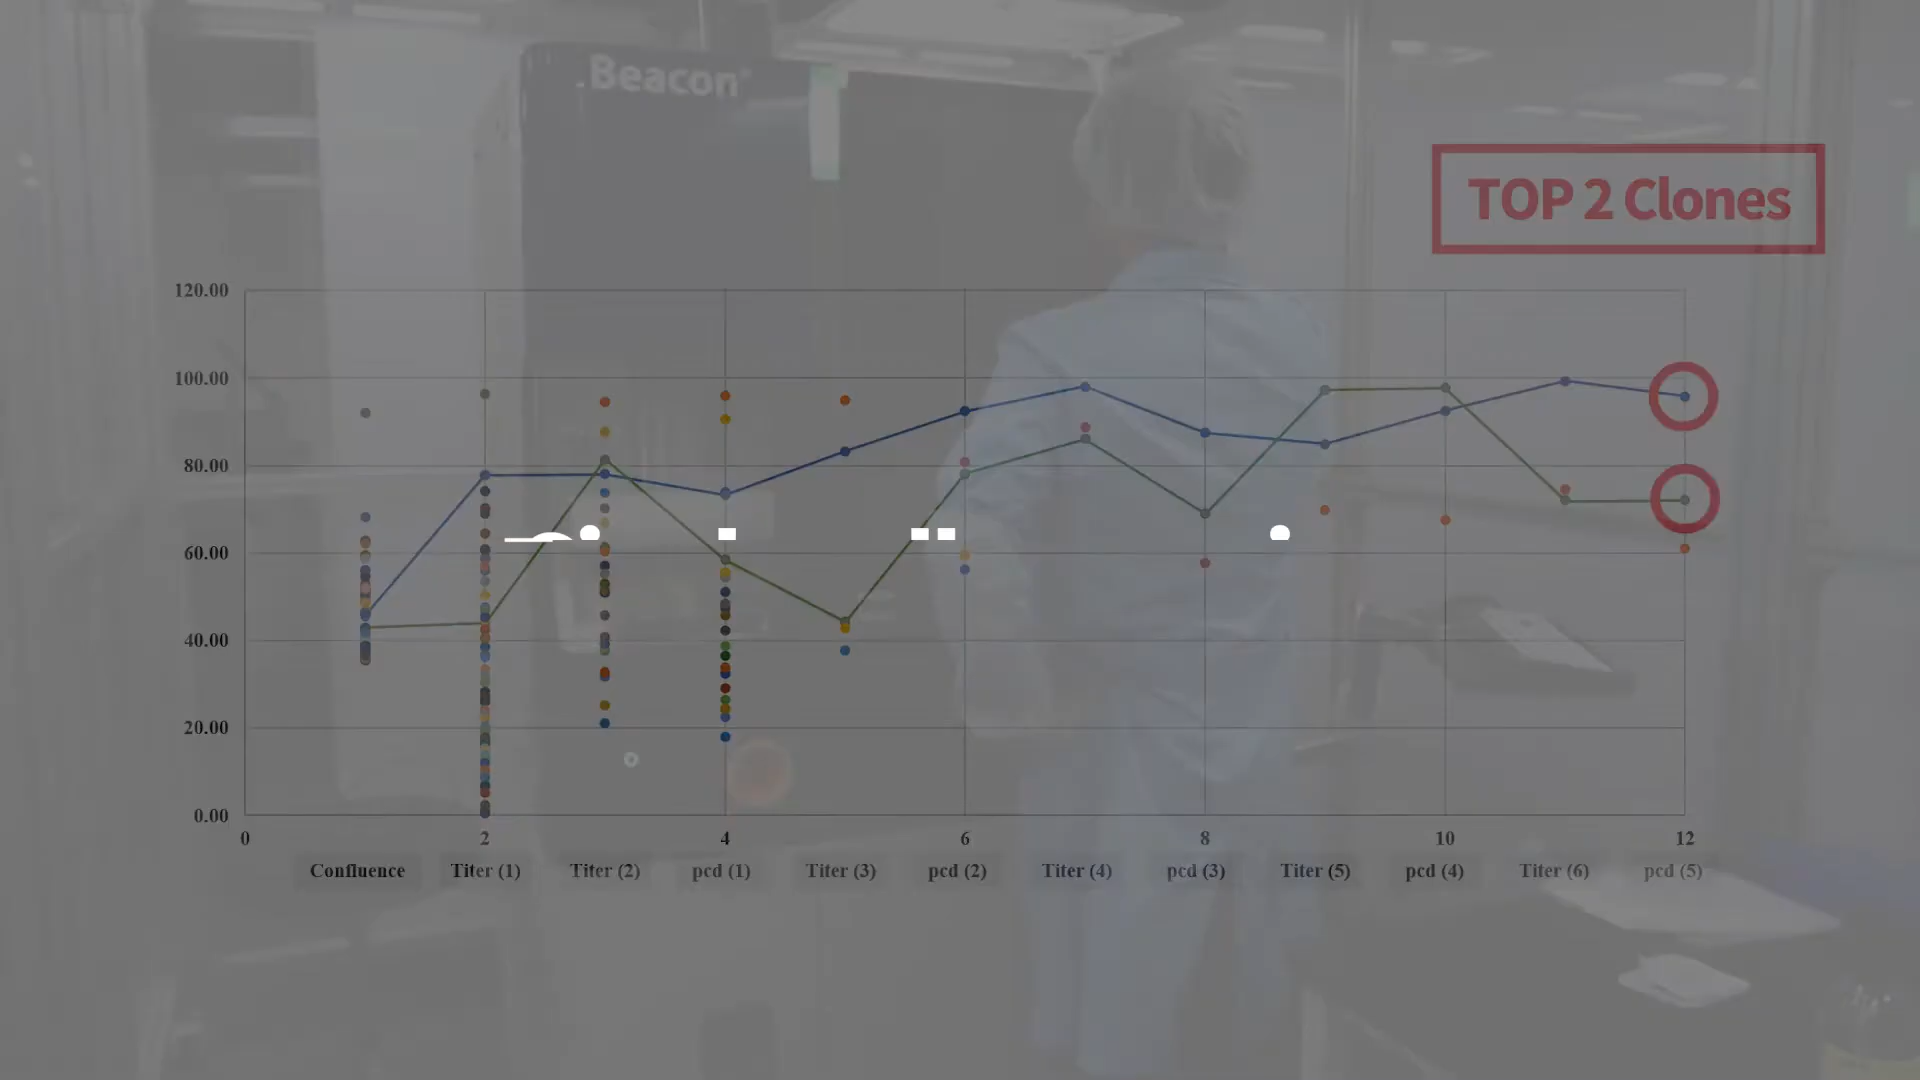 Beacon®
TOP 2 Clones
120.00
100.00
80.00
60.00
40.00
20.00
0.00
0 2 4 6 8 10 12
Confluence Titer (1) Titer (2) pcd (1) Titer (3) pcd (2) Titer (4) pcd (3) Titer (5) pcd (4) Titer (6) pcd (5)